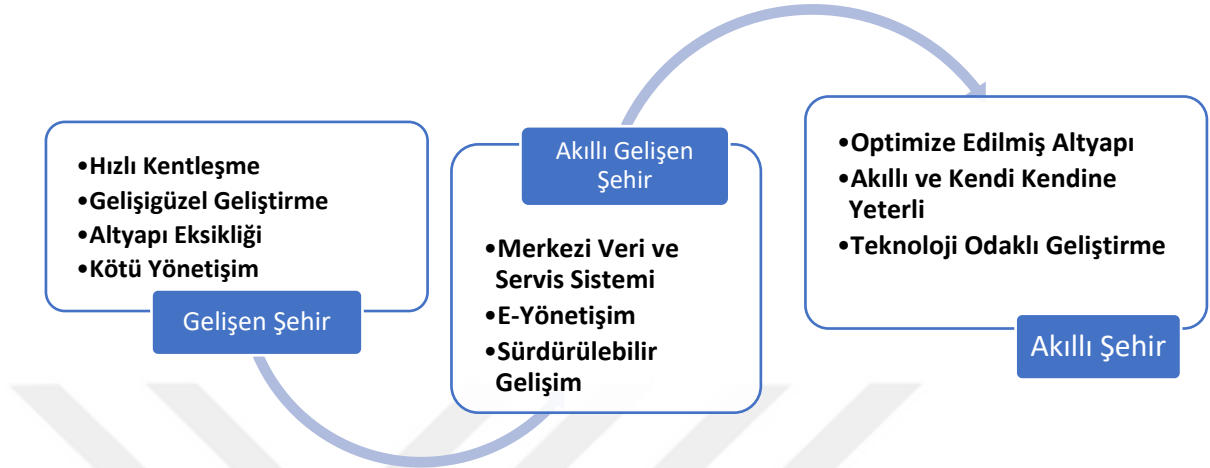 •Hızlı Kentleşme
•Gelişigüzel Geliştirme
•Altyapı Eksikliği
•Kötü Yönetişim
Gelişen Şehir
Akıllı Gelişen
Şehir
•Merkezi Veri ve
Servis Sistemi
•E-Yönetişim
•Sürdürülebilir
Gelişim
•Optimize Edilmiş Altyapı
•Akıllı ve Kendi Kendine
Yeterli
•Teknoloji Odaklı Geliştirme
Akıllı Şehir